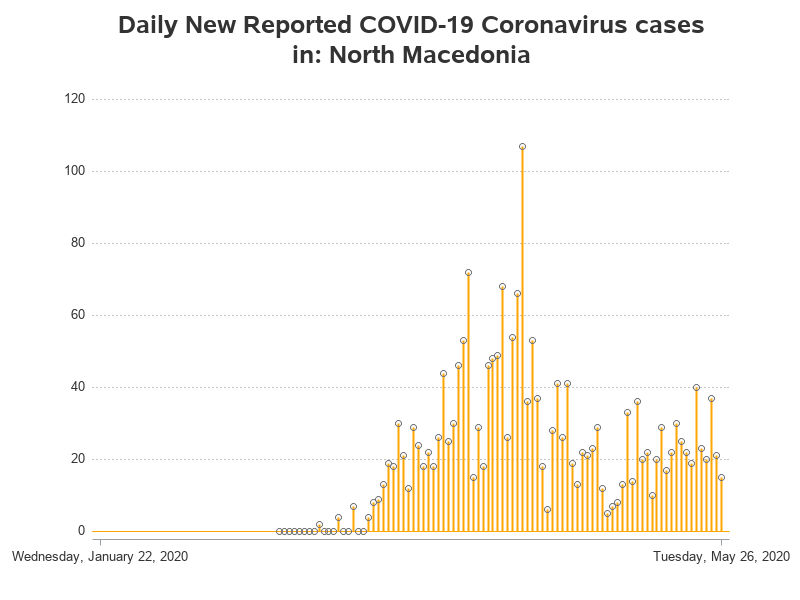 Daily New Reported COVID-19 Coronavirus cases
in: North Macedonia
120
100
80
60
40
20
0
Wednesday, January 22, 2020
Tuesday, May 26, 2020